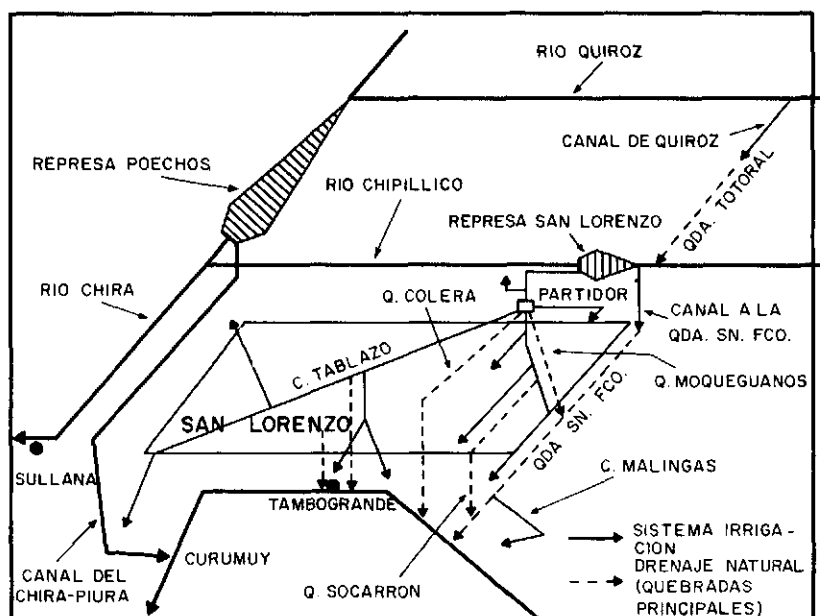 RIO QUIROZ
CANAL DE QUIROZ
REPRESA POECHOS
RIO CHIPILLICO
QDA. TOTORAL
REPRESA SAN LORENZO
RIO CHIRA
Q. COLERA
PARTIDOR
CANAL A LA
QDA. SN. FCO.
C. TABLAZO
Q. MOQUEGUANOS
SAN LORENZO
QDA SN. FCO.
SULLANA
C. MALINGAS
TAMBOGRANDE
CANAL DEL
CHIRA-PIURA
CURUMUY
Q. SOCARRON
SISTEMA IRRIGA-
CION
DRENAJE NATURAL
(QUEBRADAS
PRINCIPALES)